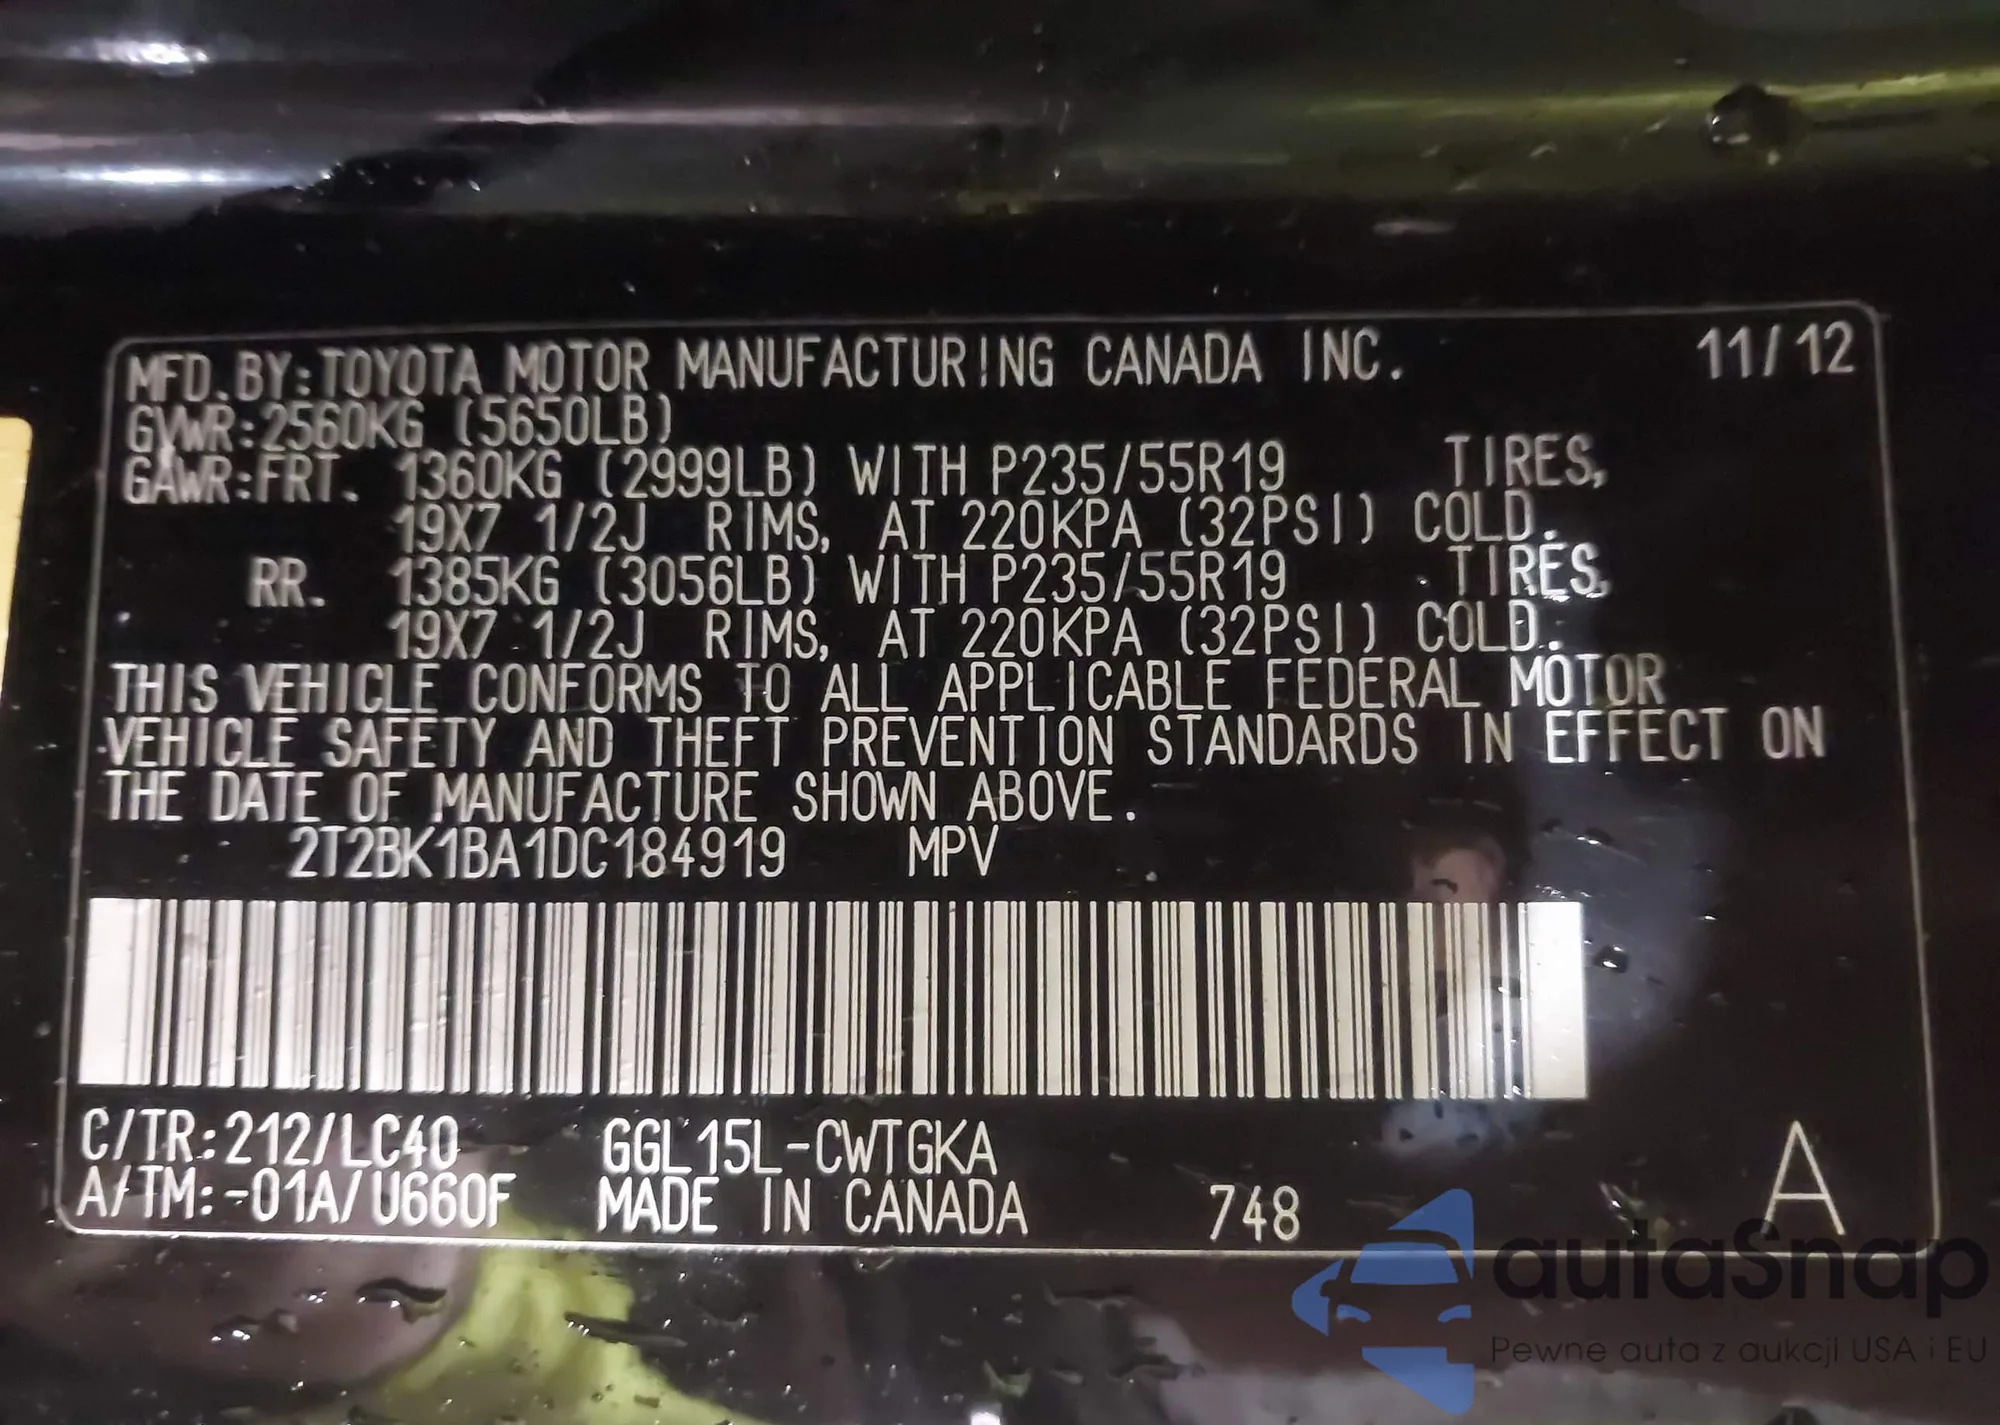 MFD.BY:TOYOTA MOTOR MANUFACTURING CANADA INC. 11/12
GVWR:2560KG (5650LB)
GAWR:FRT. 1360KG (2999LB) WITH P235/55R19 TIRES,
19X7 1/2J RIMS, AT 220KPA (32PSI) COLD.
RR. 1385KG (3056LB) WITH P235/55R19 TIRES,
19X7 1/2J RIMS, AT 220KPA (32PSI) COLD.
THIS VEHICLE CONFORMS TO ALL APPLICABLE FEDERAL MOTOR
VEHICLE SAFETY AND THEFT PREVENTION STANDARDS IN EFFECT ON
THE DATE OF MANUFACTURE SHOWN ABOVE.
2T2BK1BA1DC184919 MPV
C/TR:212/LC40 GGL15L-CWTGKA A
A/TM:-01A/U660F MADE IN CANADA 748
autaSnap
Pewne auta z aukcji USA i EU